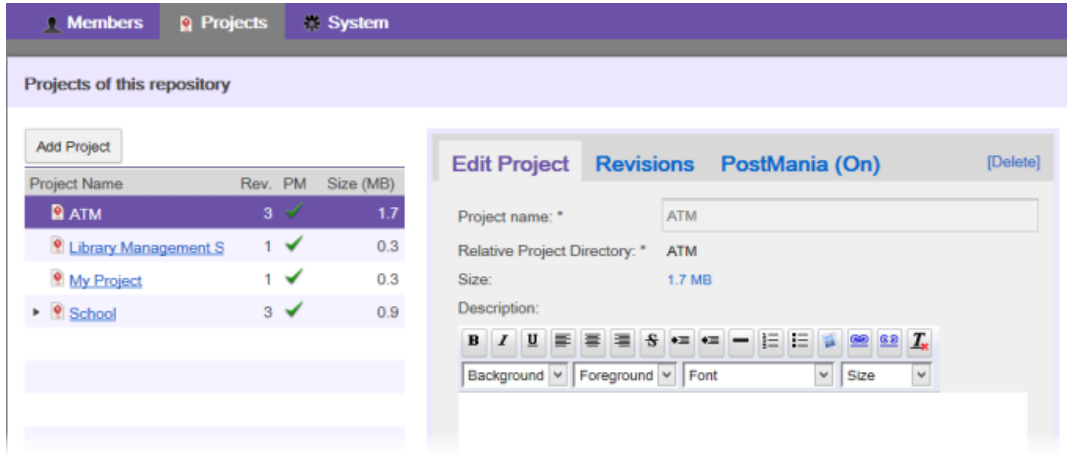 Members Projects System
Projects of this repository
Add Project
Project Name Rev. PM Size (MB)
ATM 3 1.7
Library Management S 1 0.3
My Project 1 0.3
School 3 0.9
Edit Project Revisions PostMania (On) [Delete]
Project name: * ATM
Relative Project Directory: * ATM
Size: 1.7 MB
Description:
B I U S T
Background Foreground Font Size